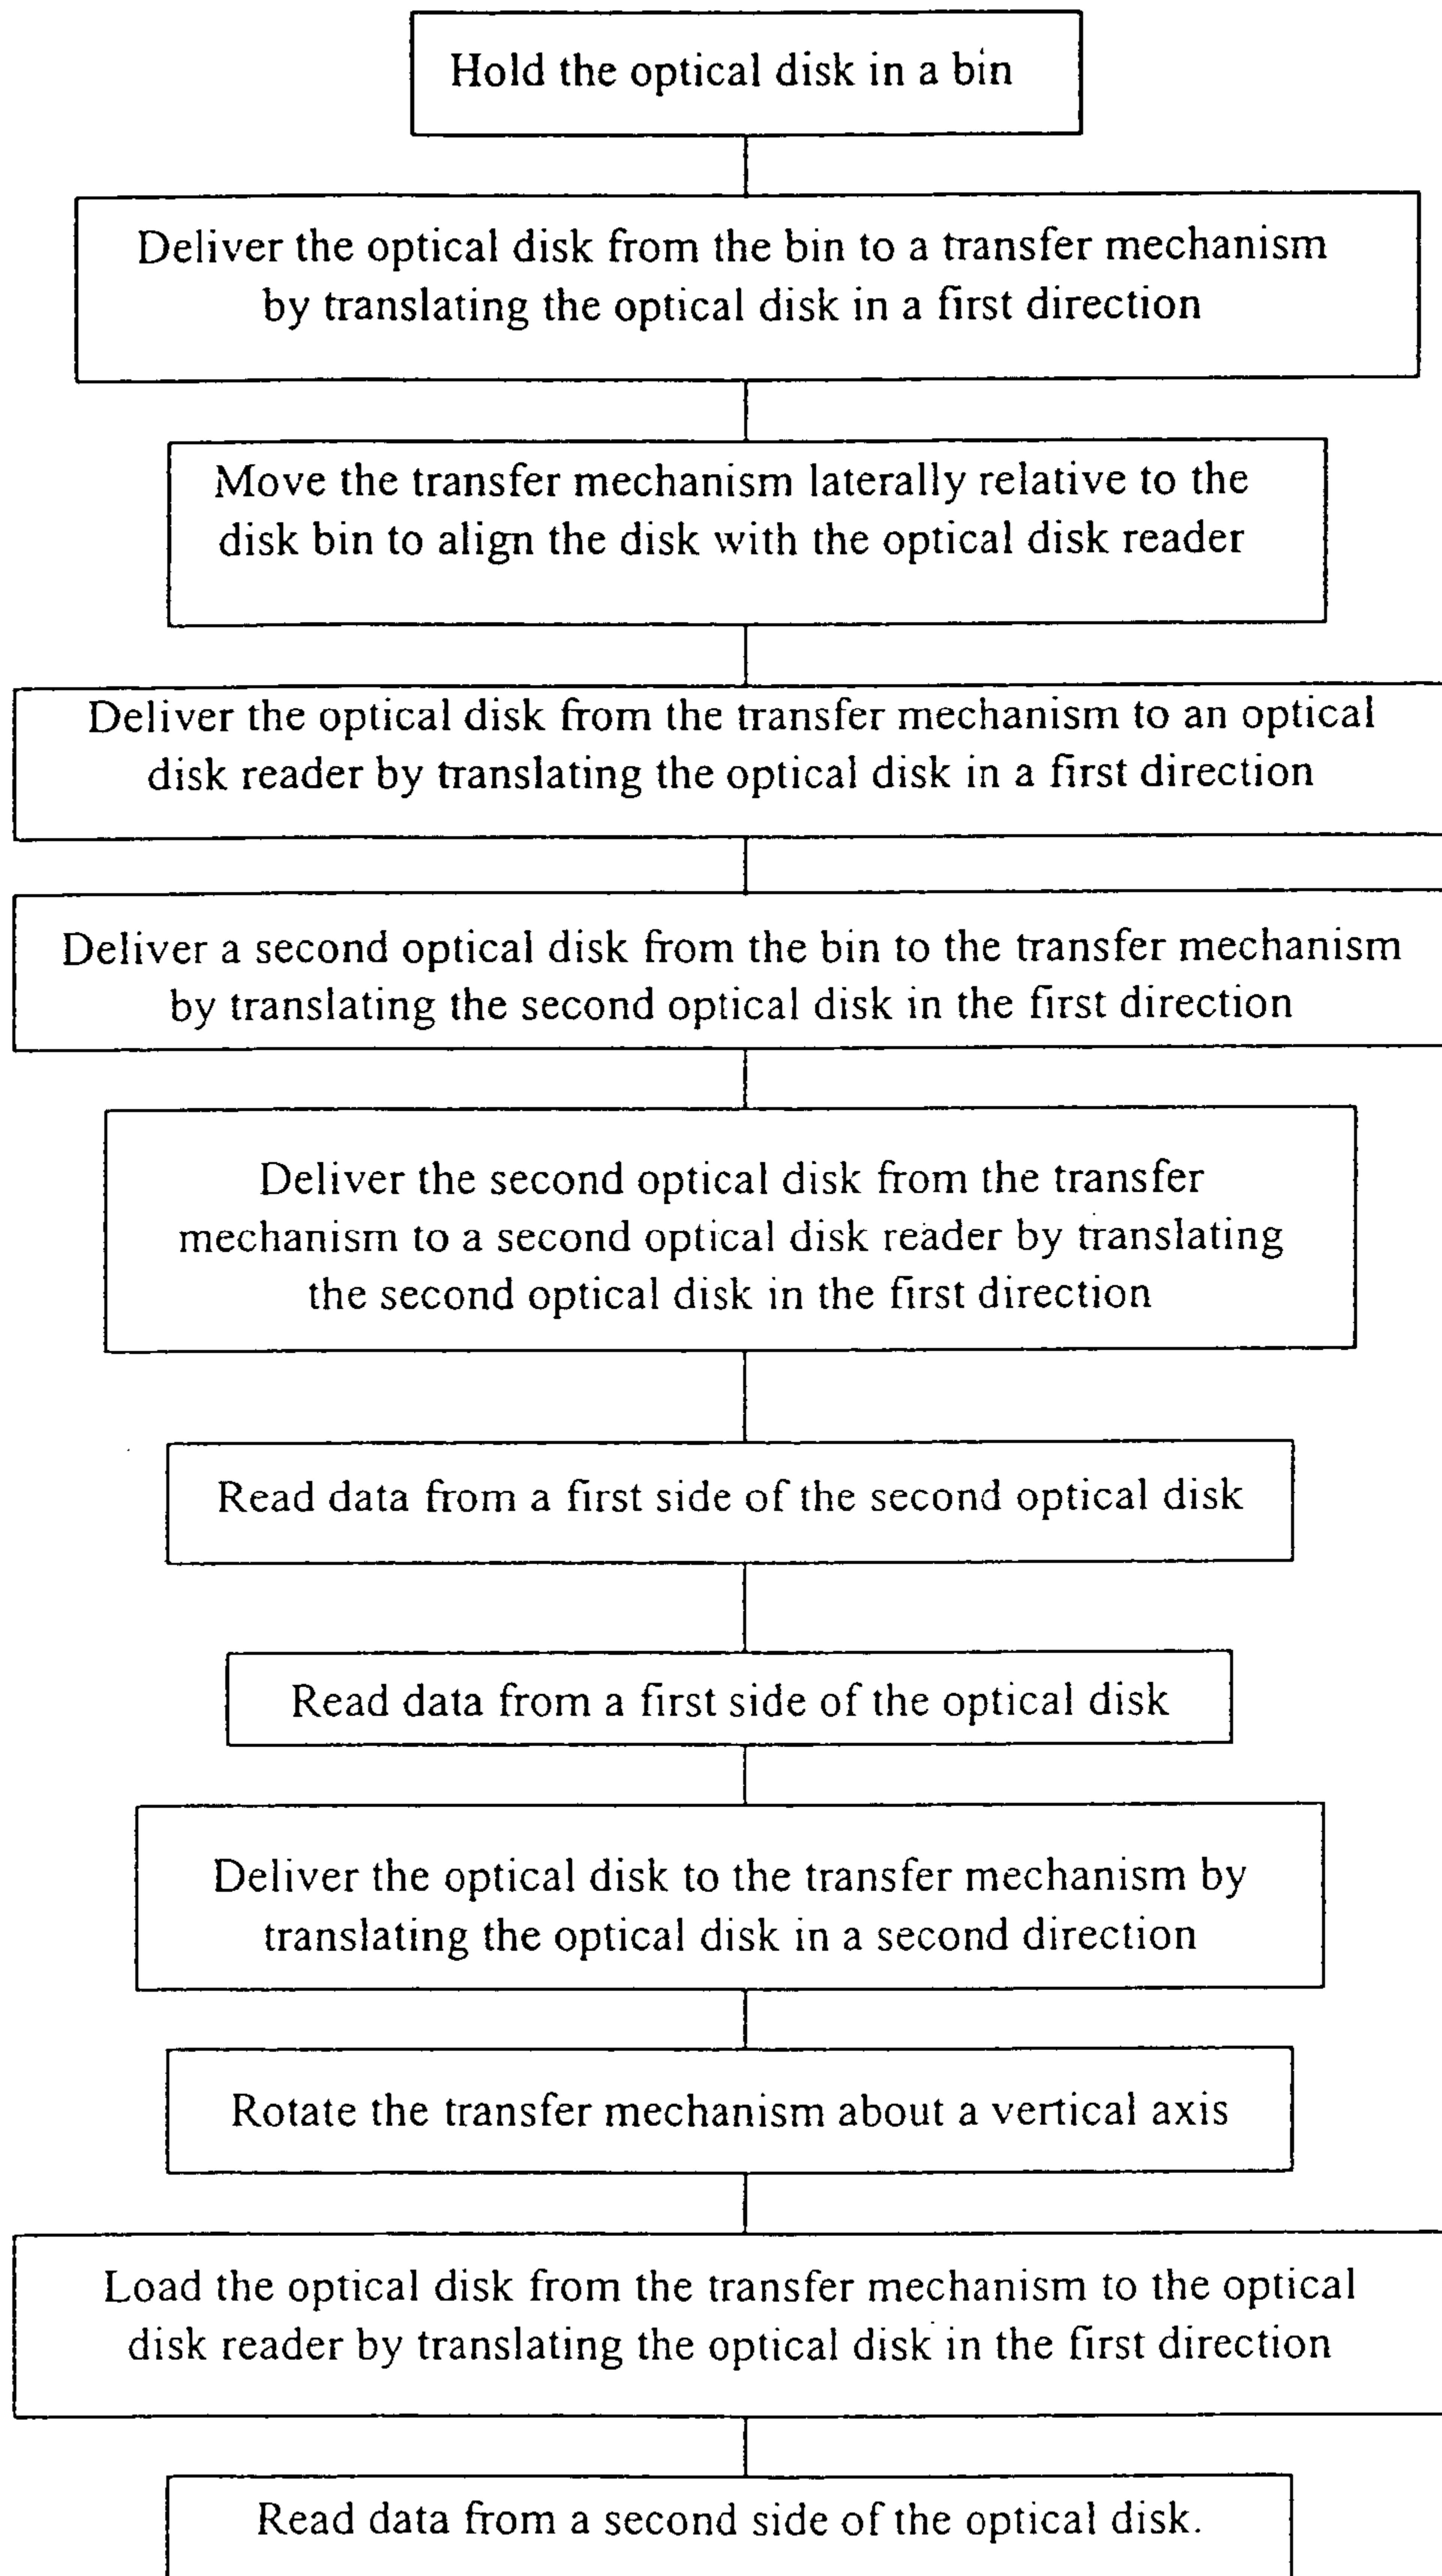 Hold the optical disk in a bin
Deliver the optical disk from the bin to a transfer mechanism
by translating the optical disk in a first direction
Move the transfer mechanism laterally relative to the
disk bin to align the disk with the optical disk reader
Deliver the optical disk from the transfer mechanism to an optical
disk reader by translating the optical disk in a first direction
Deliver a second optical disk from the bin to the transfer mechanism
by translating the second optical disk in the first direction
Deliver the second optical disk from the transfer
mechanism to a second optical disk reader by translating
the second optical disk in the first direction
Read data from a first side of the second optical disk
Read data from a first side of the optical disk
Deliver the optical disk to the transfer mechanism by
translating the optical disk in a second direction
Rotate the transfer mechanism about a vertical axis
Load the optical disk from the transfer mechanism to the optical
disk reader by translating the optical disk in the first direction
Read data from a second side of the optical disk.